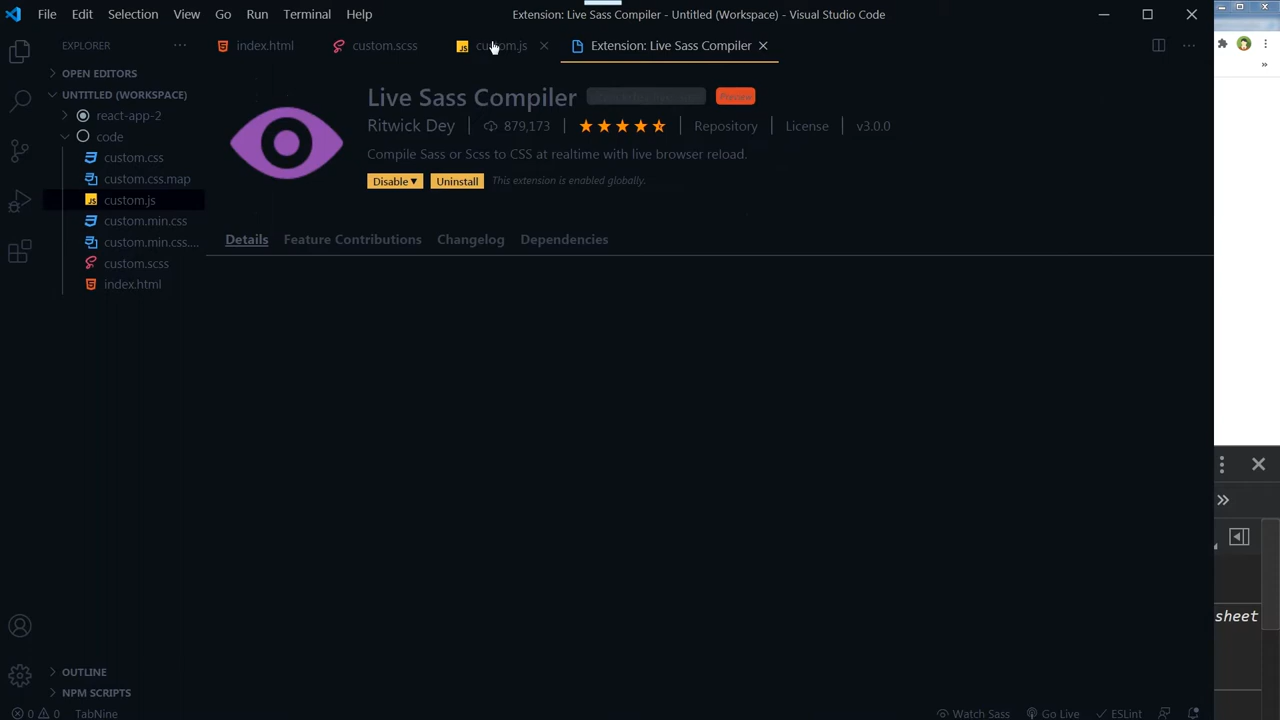 File Edit Selection View Go Run Terminal Help
Extension: Live Sass Compiler - Untitled (Workspace) - Visual Studio Code
EXPLORER
index.html
custom.scss
custom.js
Extension: Live Sass Compiler
OPEN EDITORS
UNTITLED (WORKSPACE)
react-app-2
code
custom.css
custom.css.map
custom.js
custom.min.css
custom.min.css....
custom.scss
index.html
Live Sass Compiler
Preview
Ritwick Dey
879,173
Repository
License
v3.0.0
Compile Sass or Scss to CSS at realtime with live browser reload.
Disable
Uninstall
This extension is enabled globally.
Details
Feature Contributions
Changelog
Dependencies
sheet
OUTLINE
NPM SCRIPTS
0 0 TabNine
Watch Sass
Go Live
ESLint